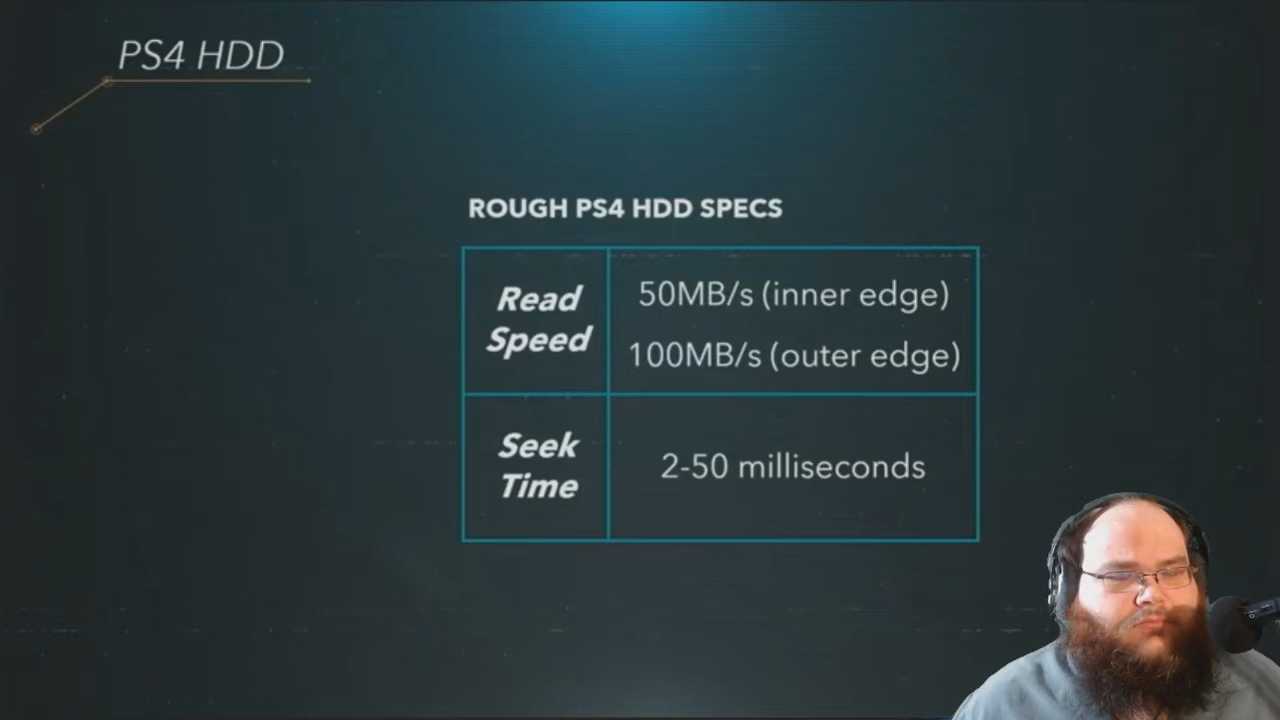 PS4 HDD
ROUGH PS4 HDD SPECS
Read
Speed
50MB/s (inner edge)
100MB/s (outer edge)
Seek
Time
2-50 milliseconds